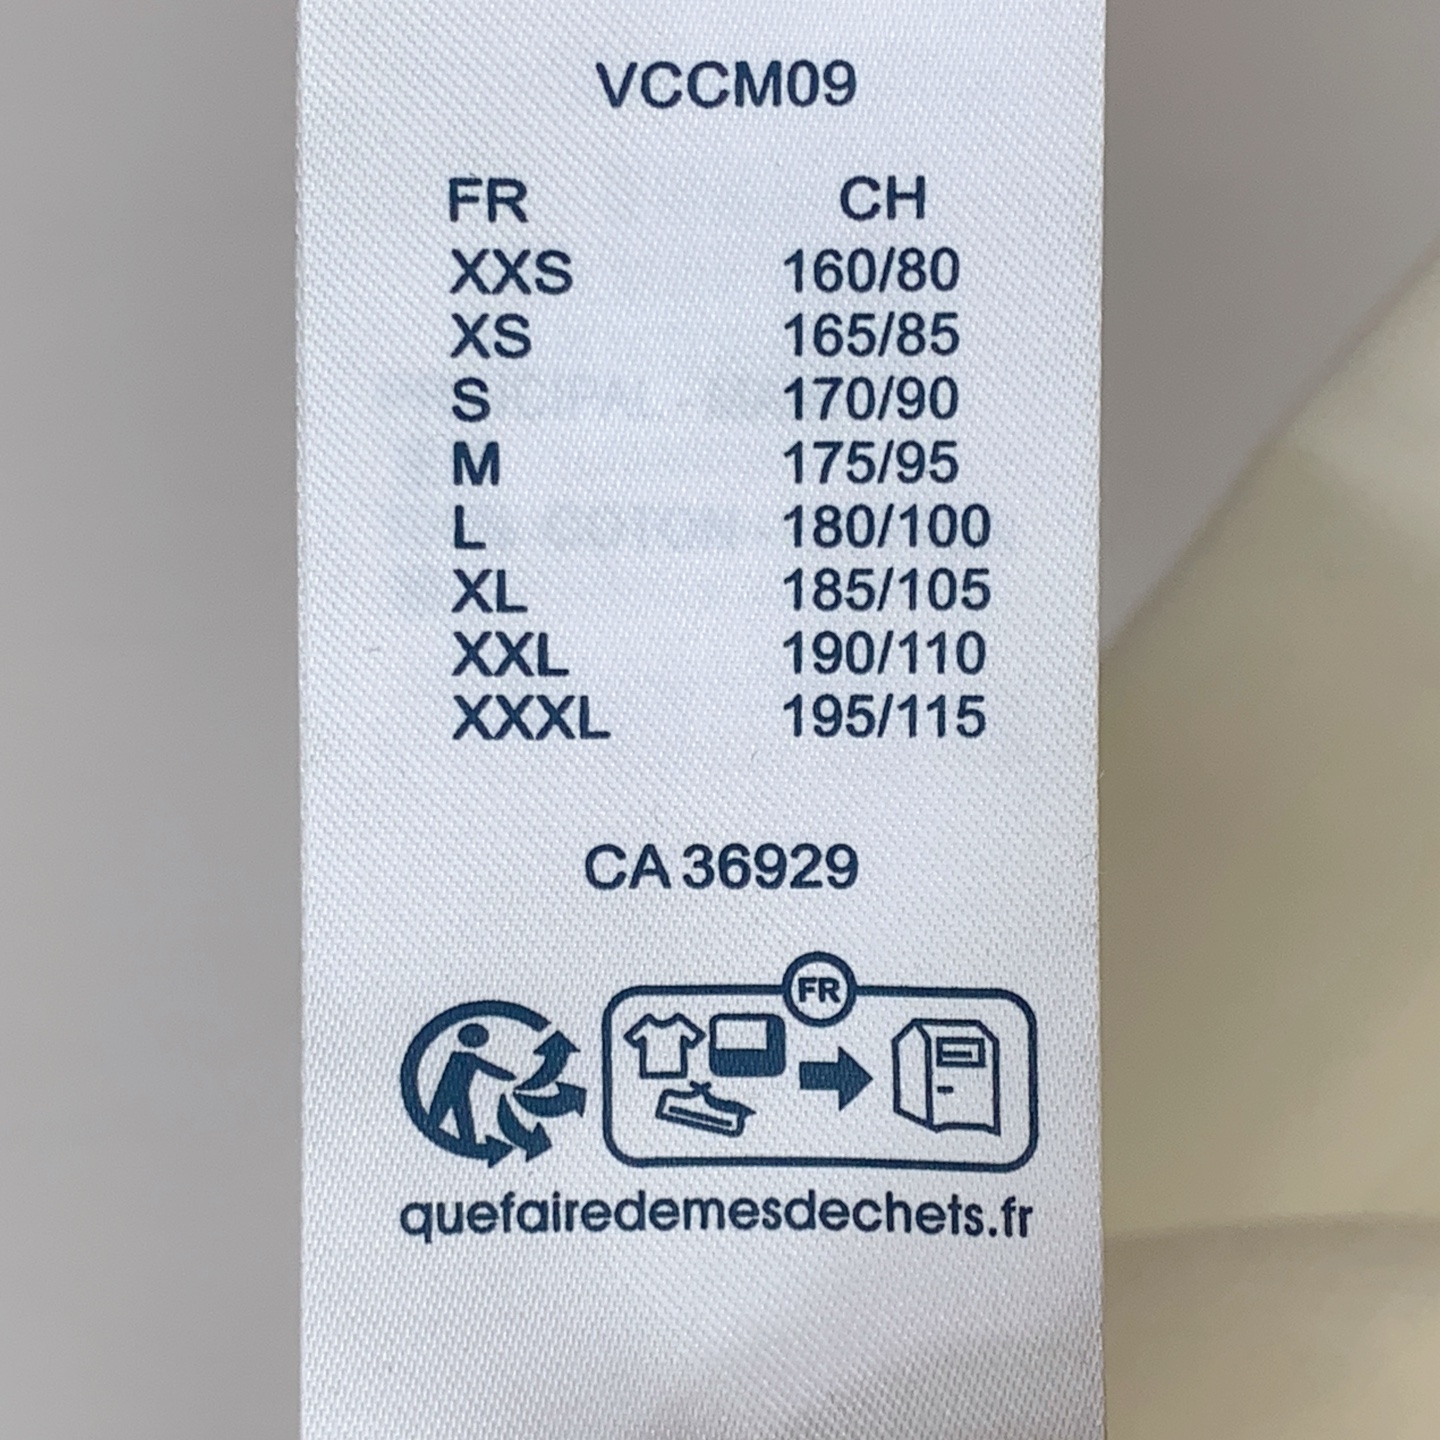 VCCM09
FR CH
XXS 160/80
XS 165/85
S 170/90
M 175/95
L 180/100
XL 185/105
XXL 190/110
XXXL 195/115
CA 36929
FR
quefairedemesdechets.fr